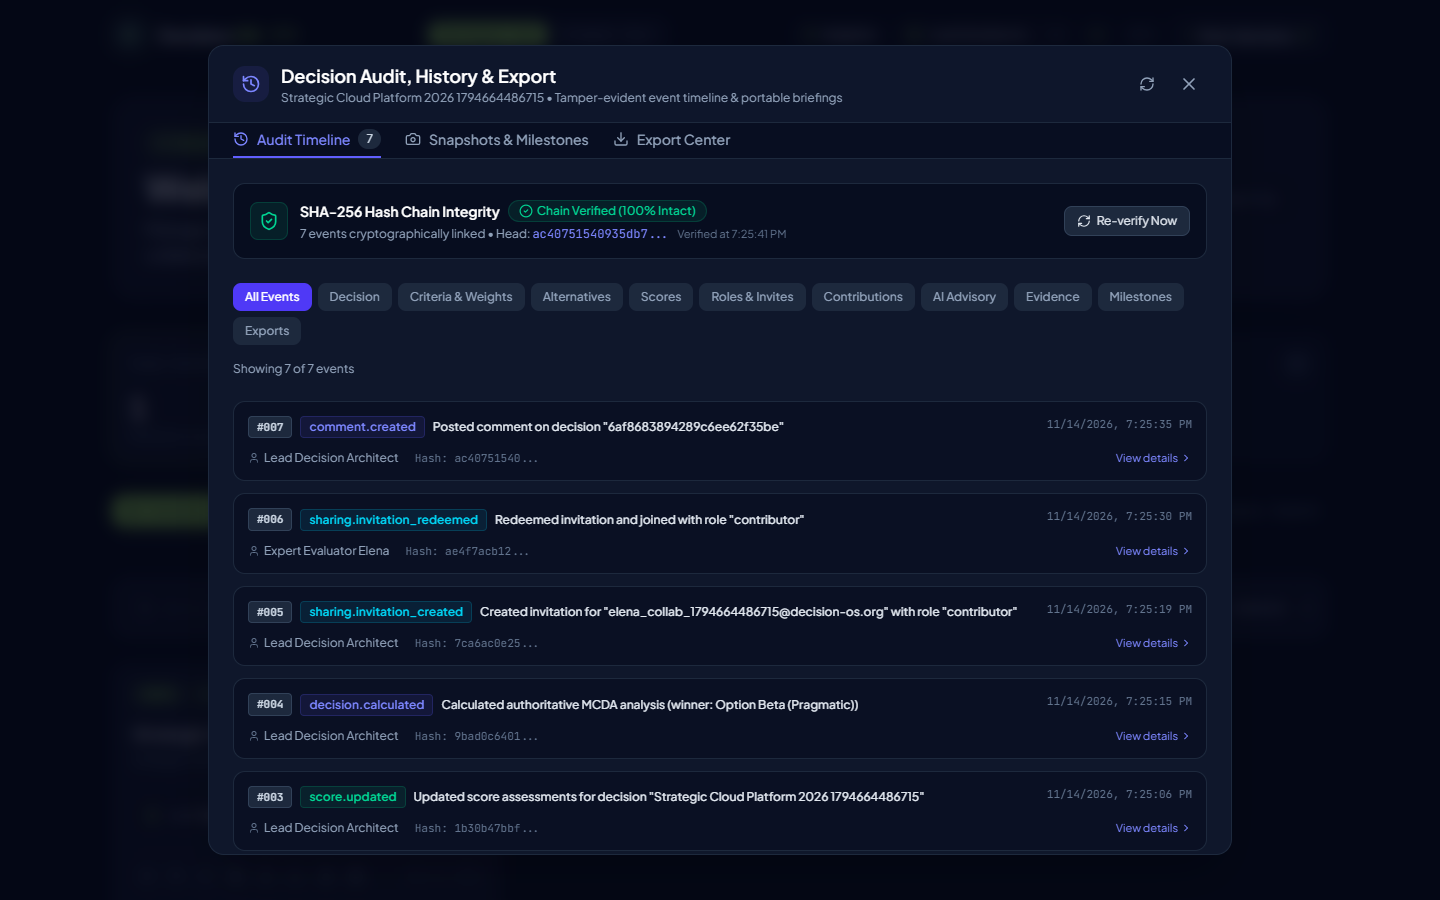 Decision Audit, History & Export
Strategic Cloud Platform 2026 1794664486715 • Tamper-evident event timeline & portable briefings
Audit Timeline 7 Snapshots & Milestones Export Center
SHA-256 Hash Chain Integrity Chain Verified (100% Intact)
7 events cryptographically linked • Head: ac40751540935db7... Verified at 7:25:41 PM
Re-verify Now
All Events Decision Criteria & Weights Alternatives Scores Roles & Invites Contributions AI Advisory Evidence Milestones
Exports
Showing 7 of 7 events
#007 comment.created Posted comment on decision "6af8683894289c6ee62f35be" 11/14/2026, 7:25:35 PM
Lead Decision Architect Hash: ac40751540... View details
#006 sharing.invitation_redeemed Redeemed invitation and joined with role "contributor" 11/14/2026, 7:25:30 PM
Expert Evaluator Elena Hash: ae4f7acb12... View details
#005 sharing.invitation_created Created invitation for "elena_collab_1794664486715@decision-os.org" with role "contributor" 11/14/2026, 7:25:19 PM
Lead Decision Architect Hash: 7ca6ac0e25... View details
#004 decision.calculated Calculated authoritative MCDA analysis (winner: Option Beta (Pragmatic)) 11/14/2026, 7:25:15 PM
Lead Decision Architect Hash: 9bad0c6401... View details
#003 score.updated Updated score assessments for decision "Strategic Cloud Platform 2026 1794664486715" 11/14/2026, 7:25:06 PM
Lead Decision Architect Hash: 1b30b47bbf... View details